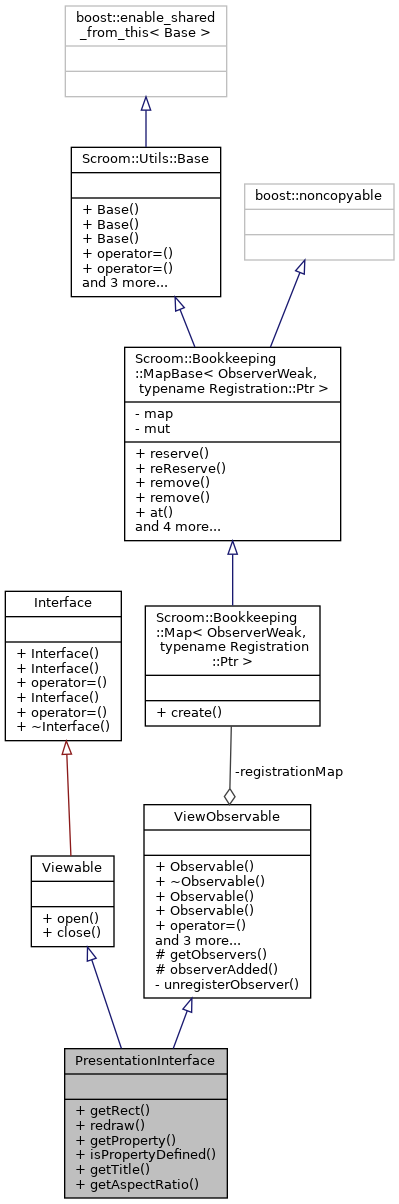 boost::enable_shared
_from_this< Base >
Scroom::Utils::Base
+ Base()
+ Base()
+ Base()
+ operator=()
+ operator=()
and 3 more...
boost::noncopyable
Scroom::Bookkeeping
::MapBase< ObserverWeak,
typename Registration::Ptr >
- map
- mut
+ reserve()
+ reReserve()
+ remove()
+ remove()
+ at()
and 4 more...
Interface
+ Interface()
+ Interface()
+ operator=()
+ Interface()
+ operator=()
+ ~Interface()
Scroom::Bookkeeping
::Map< ObserverWeak,
typename Registration
::Ptr >
+ create()
-registrationMap
Viewable
+ open()
+ close()
ViewObservable
+ Observable()
+ ~Observable()
+ Observable()
+ Observable()
+ operator=()
and 3 more...
# getObservers()
# observerAdded()
- unregisterObserver()
PresentationInterface
+ getRect()
+ redraw()
+ getProperty()
+ isPropertyDefined()
+ getTitle()
+ getAspectRatio()